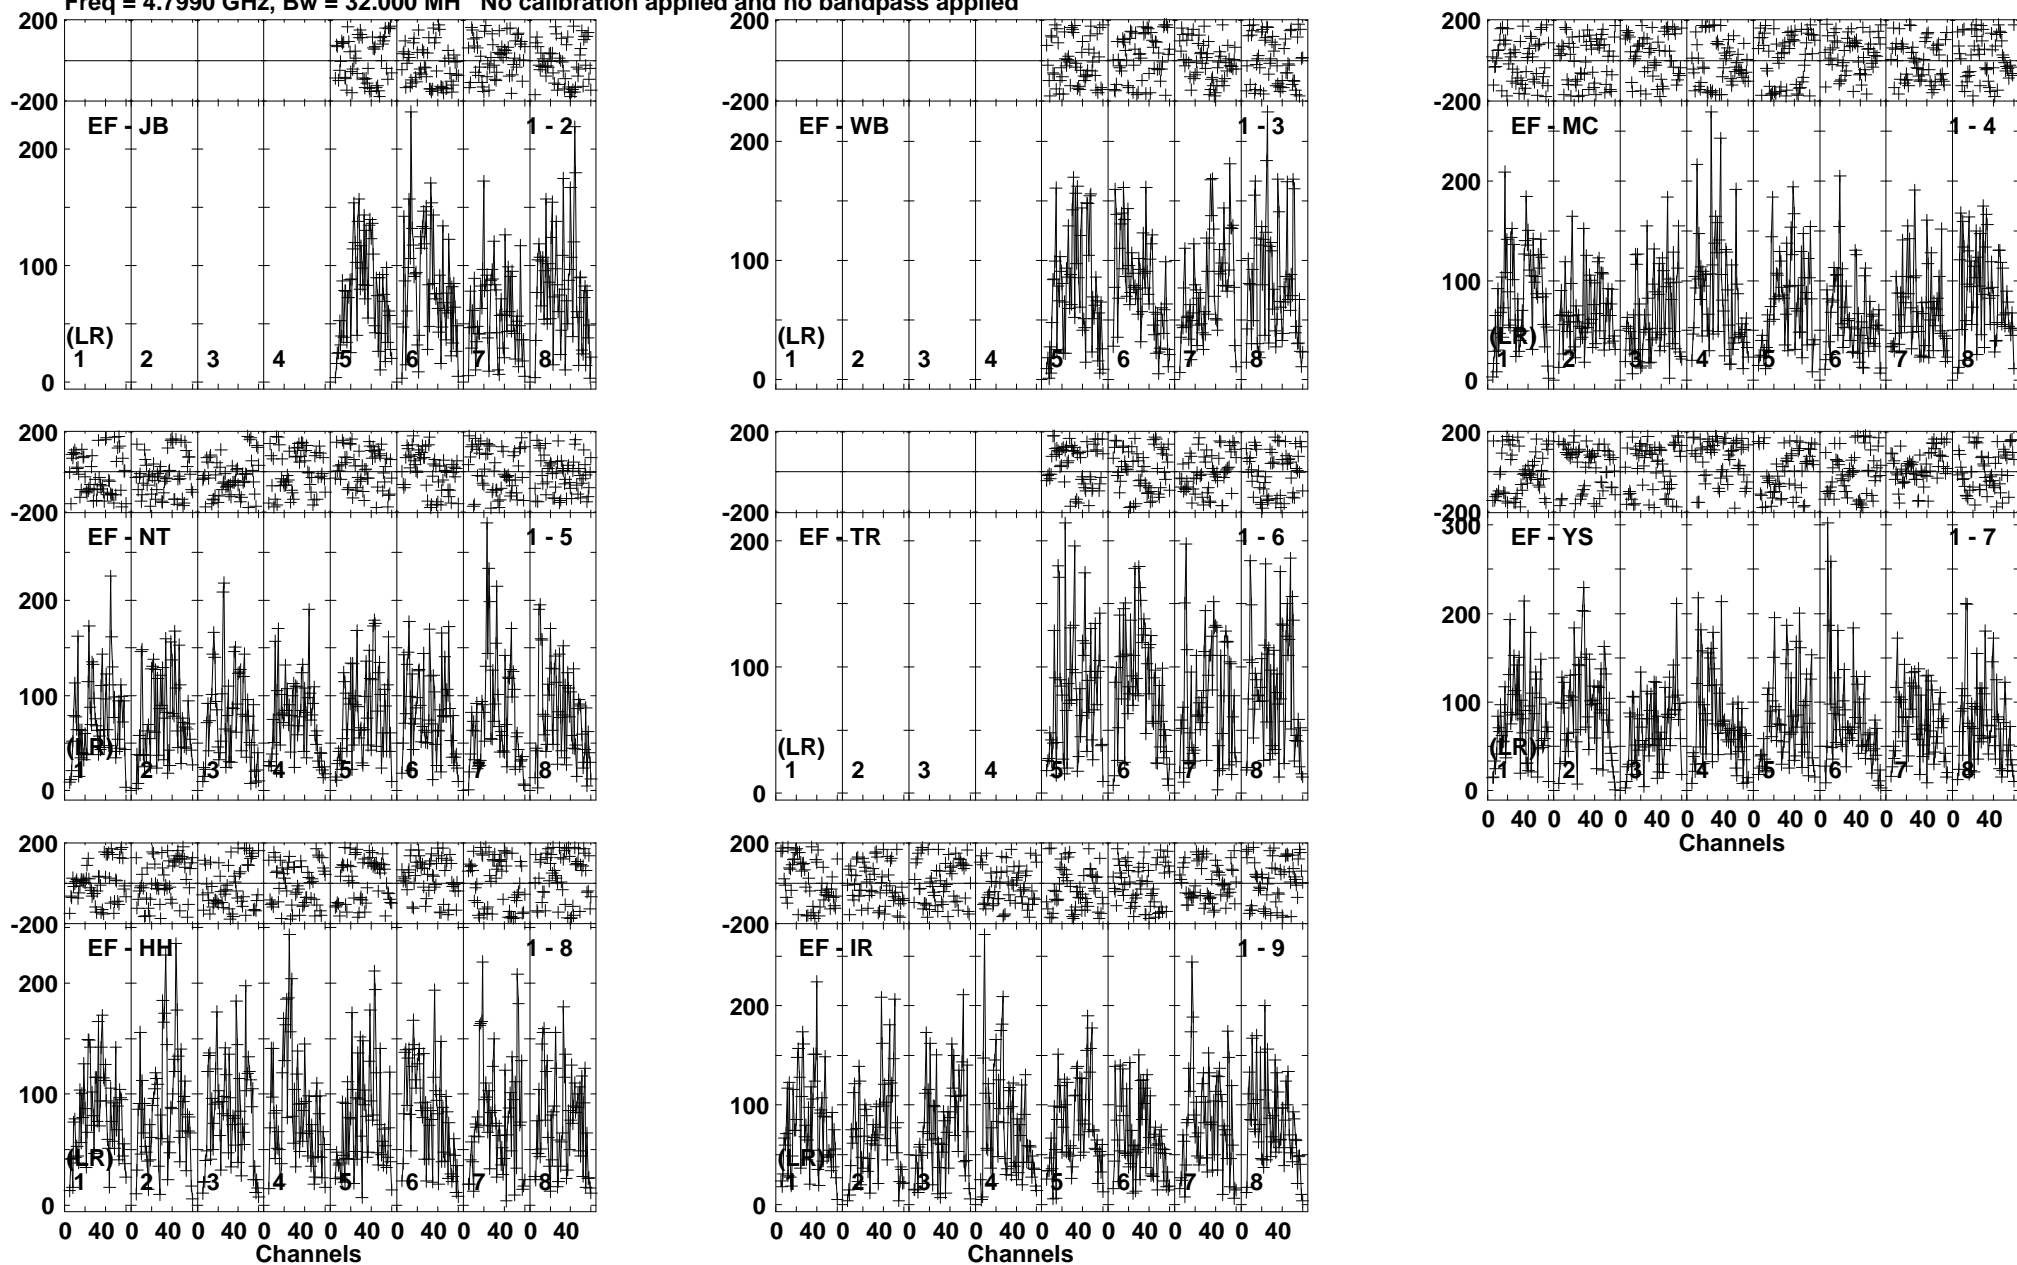 Freq = 4.7990 GHz, Bw = 32.000 MH No calibration applied and no bandpass applied
200
-200
EF - JB 1 - 2
200
100
0
(LR)
1 2 3 4 5 6 7 8
EF - WB 1 - 3
200
100
0
(LR)
1 2 3 4 5 6 7 8
200
-200
EF - MC 1 - 4
200
100
0
(LR)
1 2 3 4 5 6 7 8
200
-200
EF - NT 1 - 5
200
100
0
(LR)
1 2 3 4 5 6 7 8
200
-200
EF - TR 1 - 6
200
100
0
(LR)
1 2 3 4 5 6 7 8
200
-200
EF - YS 1 - 7
300
200
100
0
(LR)
1 2 3 4 5 6 7 8
0 40 0 40 0 40 0 40 0 40 0 40 0 40 0 40
Channels
200
-200
EF - HH 1 - 8
200
100
0
(LR)
1 2 3 4 5 6 7 8
0 40 0 40 0 40 0 40 0 40 0 40 0 40 0 40
Channels
200
-200
EF - IR 1 - 9
200
100
0
(LR)
1 2 3 4 5 6 7 8
0 40 0 40 0 40 0 40 0 40 0 40 0 40 0 40
Channels